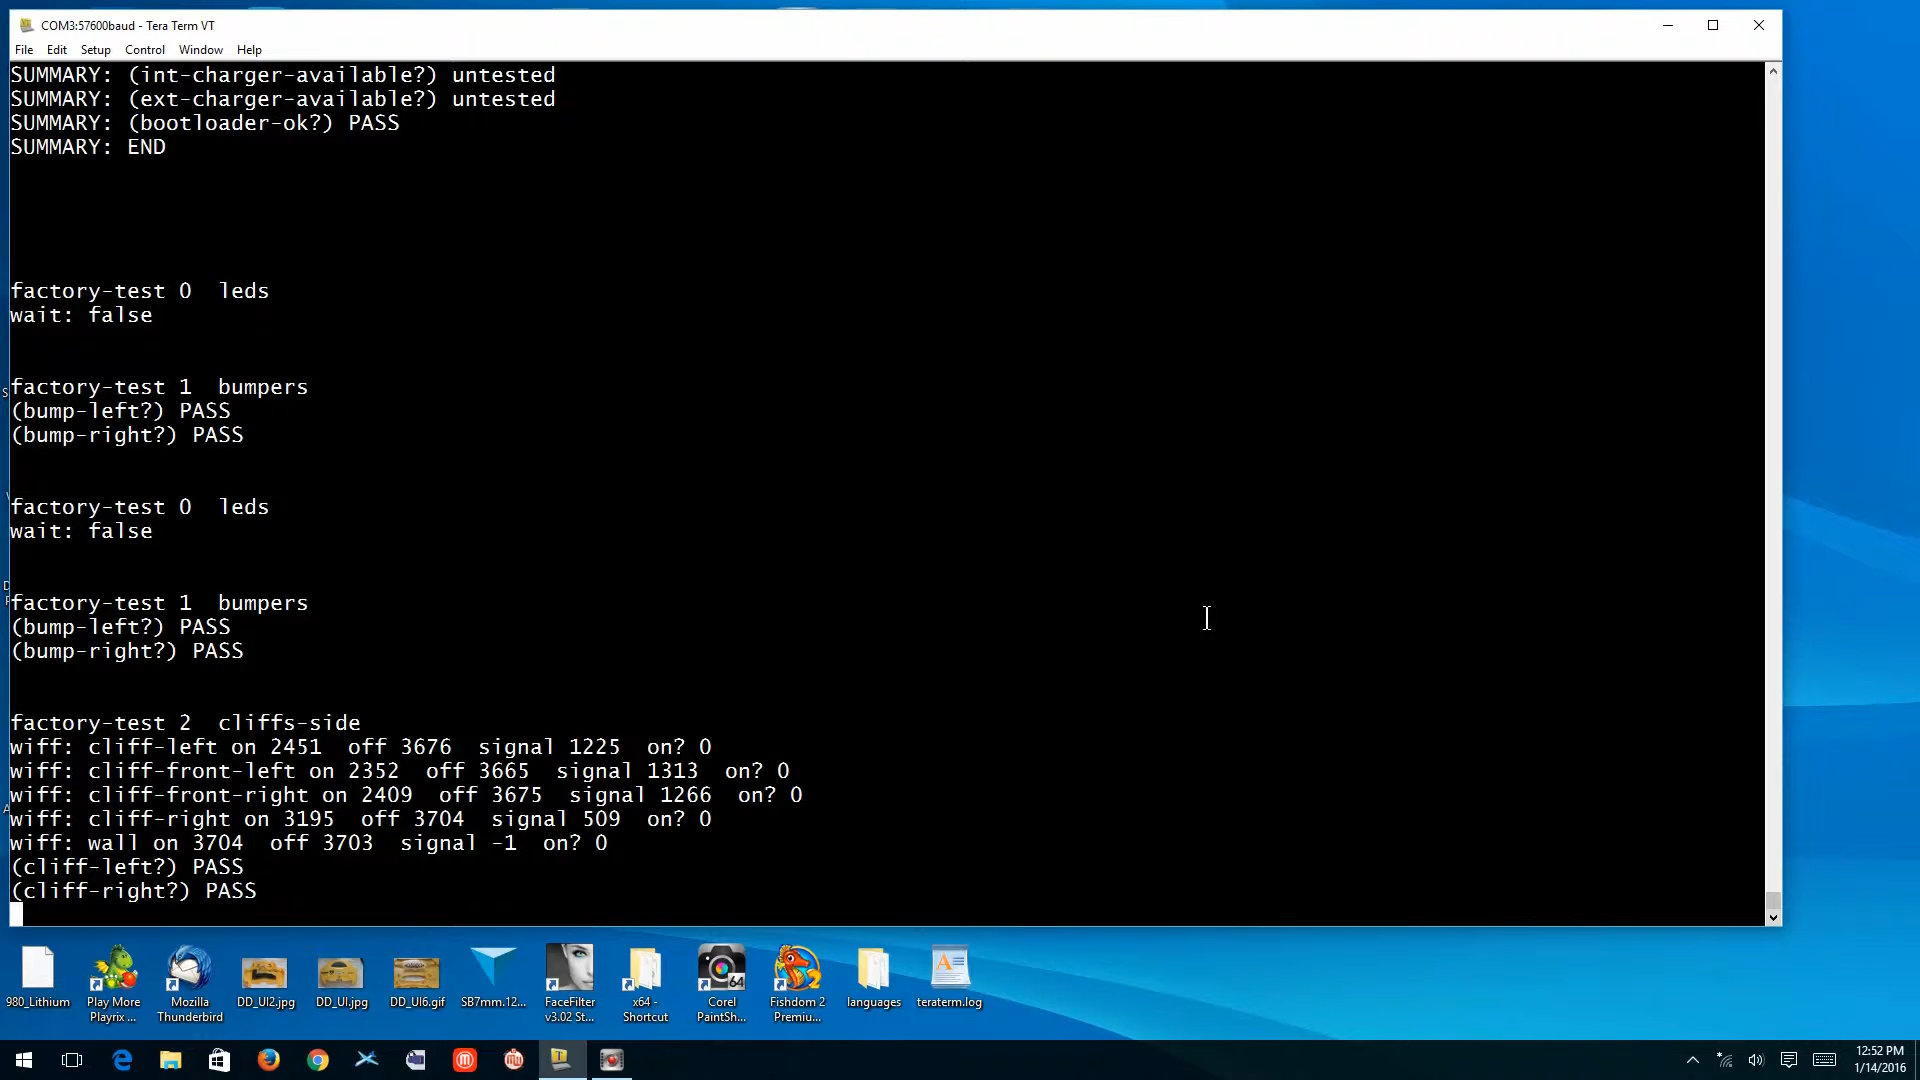 COM3:57600baud - Tera Term VT
File Edit Setup Control Window Help
SUMMARY: (int-charger-available?) untested
SUMMARY: (ext-charger-available?) untested
SUMMARY: (bootloader-ok?) PASS
SUMMARY: END
factory-test 0  leds
wait: false
factory-test 1  bumpers
(bump-left?) PASS
(bump-right?) PASS
factory-test 0  leds
wait: false
factory-test 1  bumpers
(bump-left?) PASS
(bump-right?) PASS
factory-test 2  cliffs-side
wiff: cliff-left on 2451  off 3676  signal 1225  on? 0
wiff: cliff-front-left on 2352  off 3665  signal 1313  on? 0
wiff: cliff-front-right on 2409  off 3675  signal 1266  on? 0
wiff: cliff-right on 3195  off 3704  signal 509  on? 0
wiff: wall on 3704  off 3703  signal -1  on? 0
(cliff-left?) PASS
(cliff-right?) PASS
980_Lithium
Play More Playrix ...
Mozilla Thunderbird
DD_UI2.jpg
DD_UI.jpg
DD_UI6.gif
SB7mm.12...
FaceFilter v3.02 St...
x64 - Shortcut
64
Corel PaintSh...
Fishdom 2 Premiu...
languages
teraterm.log
12:52 PM
1/14/2016